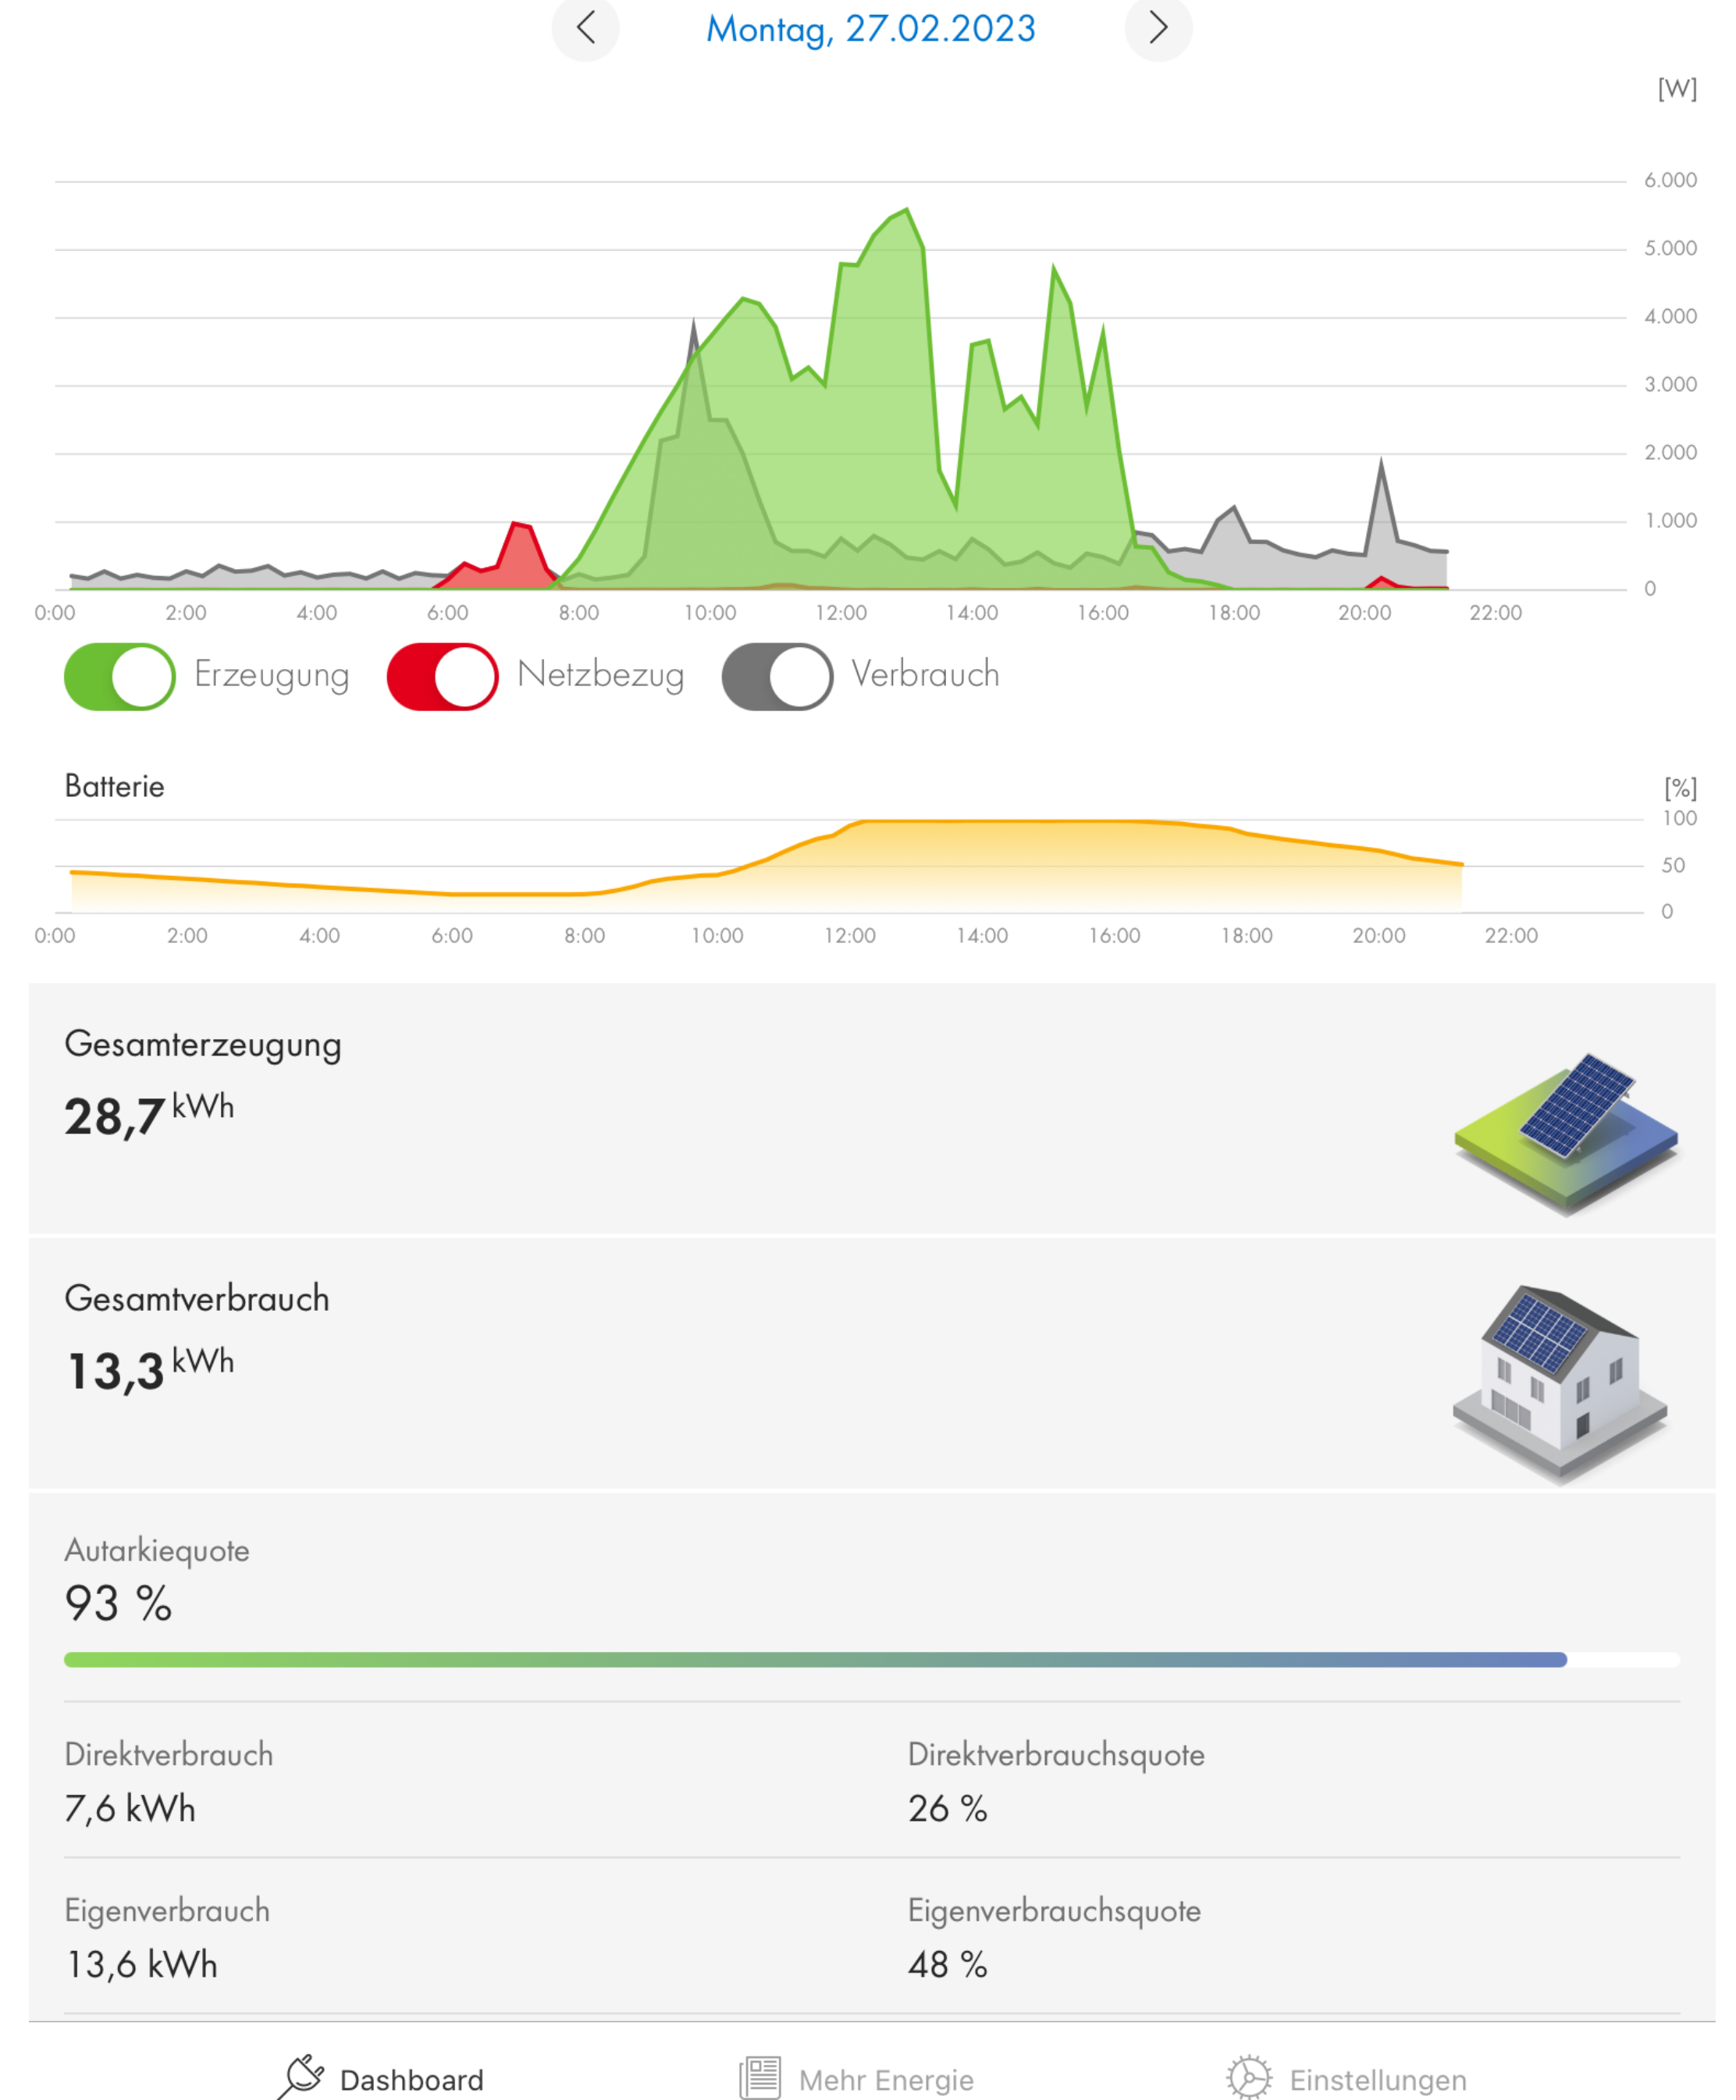 Montag, 27.02.2023
[W]
6.000
5.000
4.000
3.000
2.000
1.000
0
0:00 2:00 4:00 6:00 8:00 10:00 12:00 14:00 16:00 18:00 20:00 22:00
Erzeugung Netzbezug Verbrauch
Batterie [%]
100
50
0
0:00 2:00 4:00 6:00 8:00 10:00 12:00 14:00 16:00 18:00 20:00 22:00
Gesamterzeugung
28,7 kWh
Gesamtverbrauch
13,3 kWh
Autarkiequote
93 %
Direktverbrauch Direktverbrauchsquote
7,6 kWh 26 %
Eigenverbrauch Eigenverbrauchsquote
13,6 kWh 48 %
Dashboard Mehr Energie Einstellungen